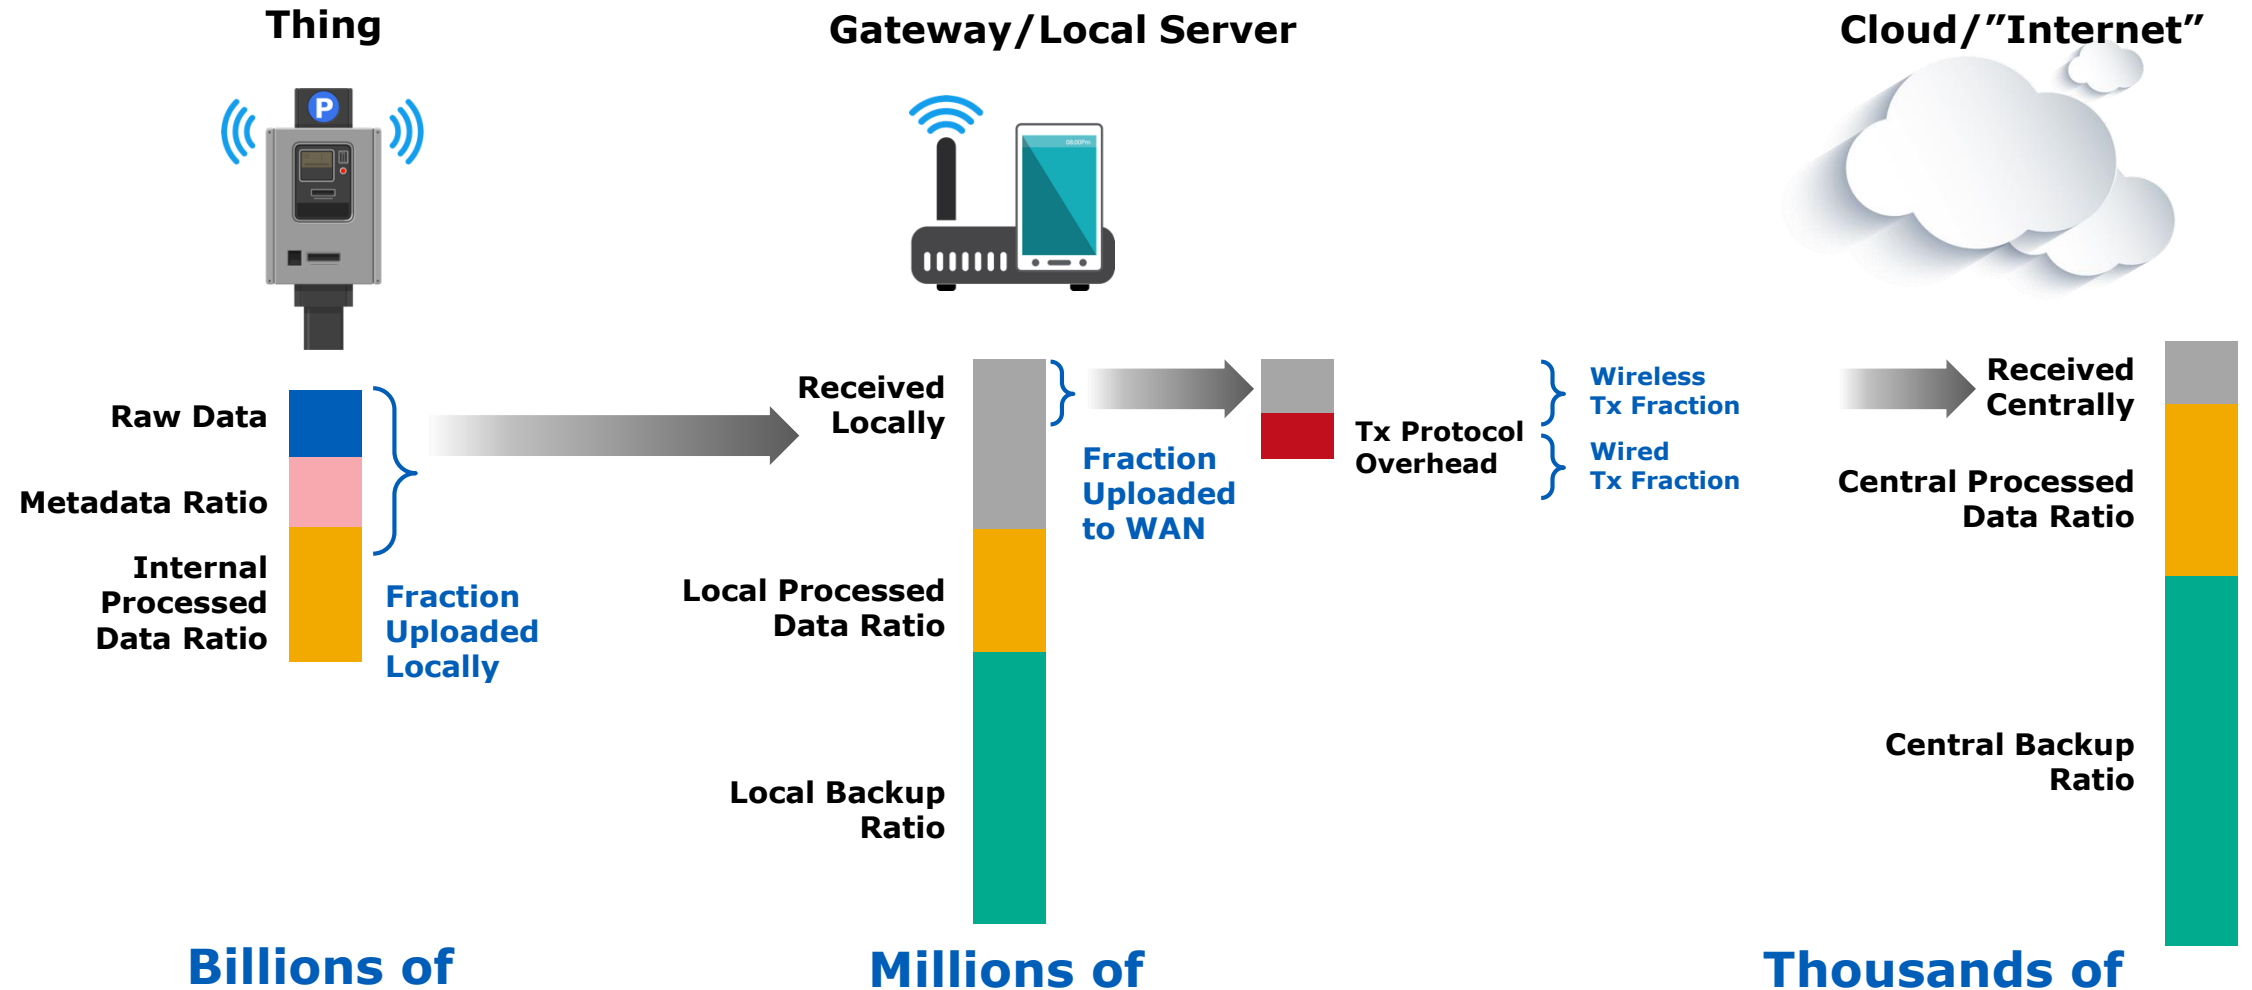 Thing
Gateway/Local Server
Cloud/”Internet”
P
08:00Pm
Raw Data
Metadata Ratio
Internal
Processed
Data Ratio
Fraction
Uploaded
Locally
Received
Locally
Local Processed
Data Ratio
Local Backup
Ratio
Fraction
Uploaded
to WAN
Tx Protocol
Overhead
Wireless
Tx Fraction
Wired
Tx Fraction
Received
Centrally
Central Processed
Data Ratio
Central Backup
Ratio
Billions of
Millions of
Thousands of